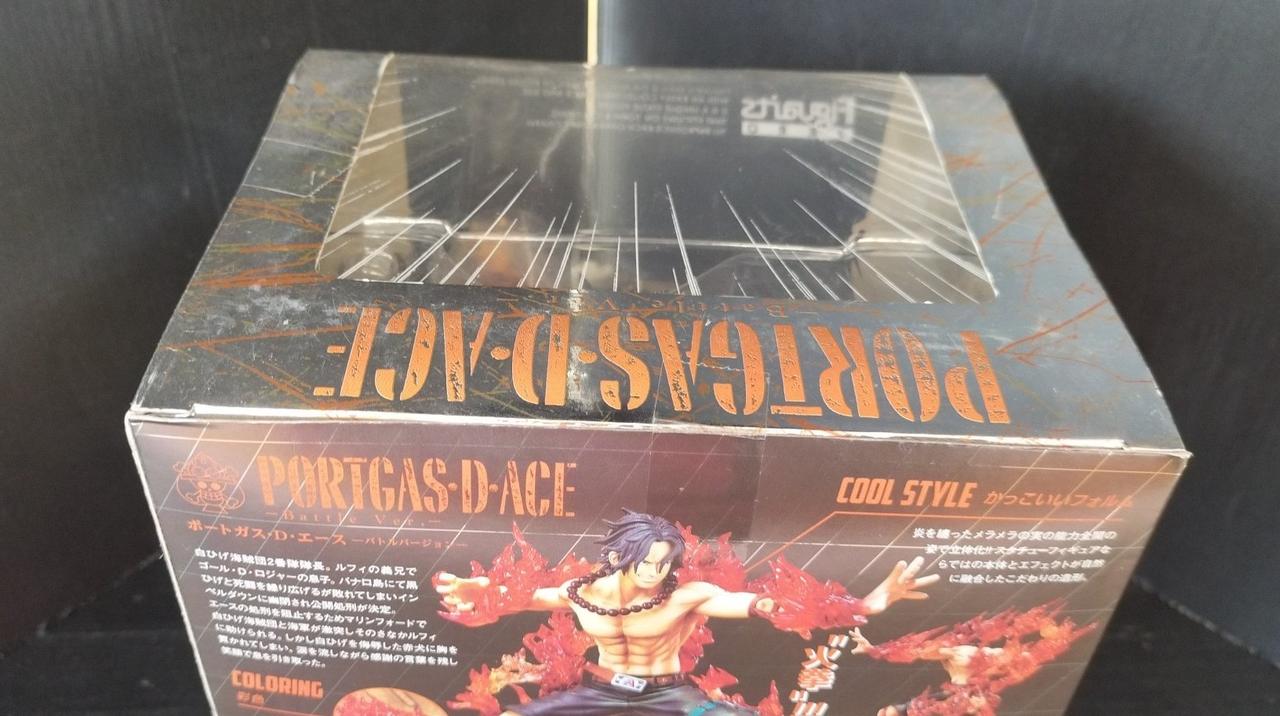 Figuarts
ZERO
Battle Ver.
PORTGAS・D・ACE
PORTGAS・D・ACE
—Battle Ver.—
ポートガス・D・エース —バトルバージョン—
白ひげ海賊団2番隊隊長。ルフィの義兄で
ゴール・D・ロジャーの息子。バナロ島にて黒
ひげと死闘を繰り広げるが敗れてしまいイン
ペルダウンに幽閉され公開処刑が決定。
エースの処刑を阻止するためマリンフォードで
白ひげ海賊団と海軍が激突しそのさなかルフィ
に助けられる。しかし白ひげを侮辱した赤犬に胸を
貫かれてしまい、涙を流しながら感謝の言葉を残し
笑顔で息を引き取った。
COLORING
彩色
COOL STYLE かっこいいフォルム
炎を纏ったメラメラの実の能力全開の
姿で立体化!!スタチューフィギュアな
らではの本体とエフェクトが自然
に融合したこだわりの造形。
"火拳"!!